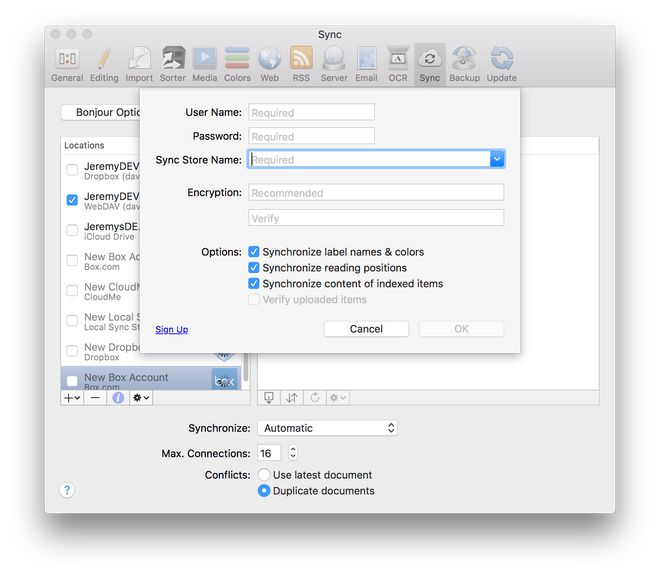 Sync
General
Editing
Import
Sorter
Media
Colors
Web
RSS
Server
Email
OCR
Sync
Backup
Update
Bonjour Optio
User Name:
Required
Password:
Required
Sync Store Name:
Required
Encryption:
Recommended
Verify
Options:
Synchronize label names & colors
Synchronize reading positions
Synchronize content of indexed items
Verify uploaded items
Sign Up
Cancel
OK
Locations
JeremyDEV
Dropbox (dav
JeremyDEV
WebDAV (dav
JeremysDE
iCloud Drive
New Box Ac
Box.com
New CloudM
CloudMe
New Local S
Local Sync St
New Dropb
Dropbox
New Box Account
Box.com
box
Synchronize:
Automatic
Max. Connections:
16
Conflicts:
Use latest document
Duplicate documents
?